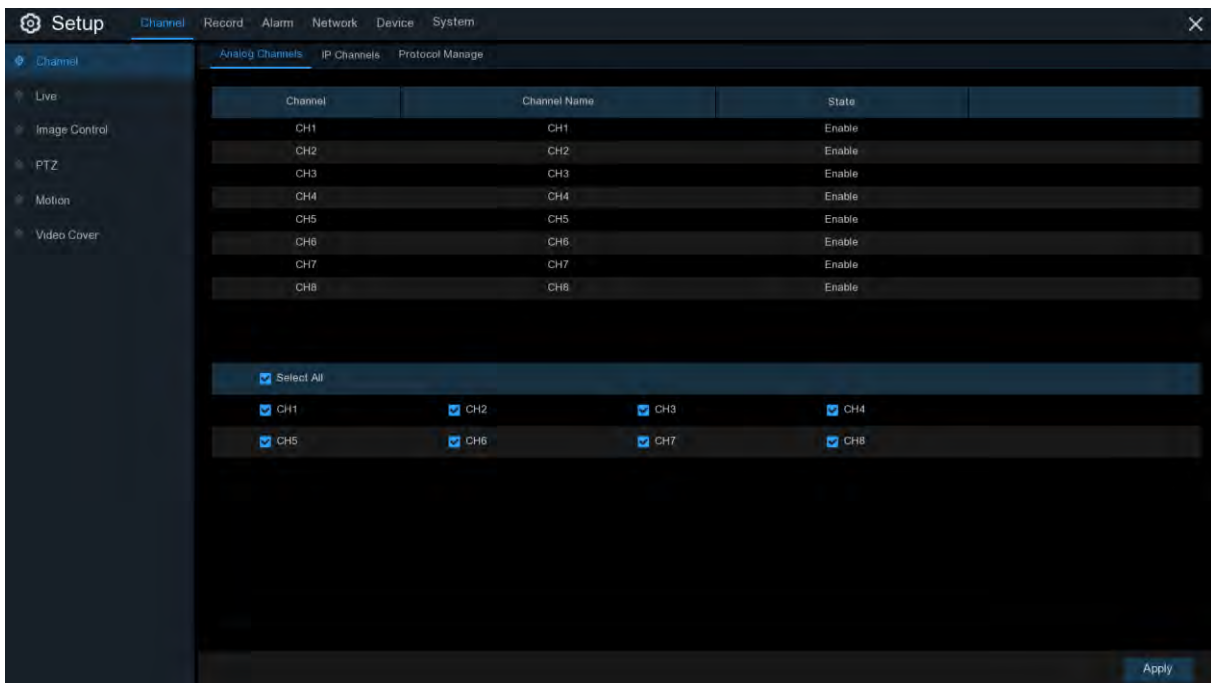 Setup Channel Record Alarm Network Device System
Analog Channels IP Channels Protocol Manage
Channel
Live
Image Control
PTZ
Motion
Video Cover
Channel Channel Name State
CH1 CH1 Enable
CH2 CH2 Enable
CH3 CH3 Enable
CH4 CH4 Enable
CH5 CH5 Enable
CH6 CH6 Enable
CH7 CH7 Enable
CH8 CH8 Enable
Select All
CH1 CH2 CH3 CH4
CH5 CH6 CH7 CH8
Apply